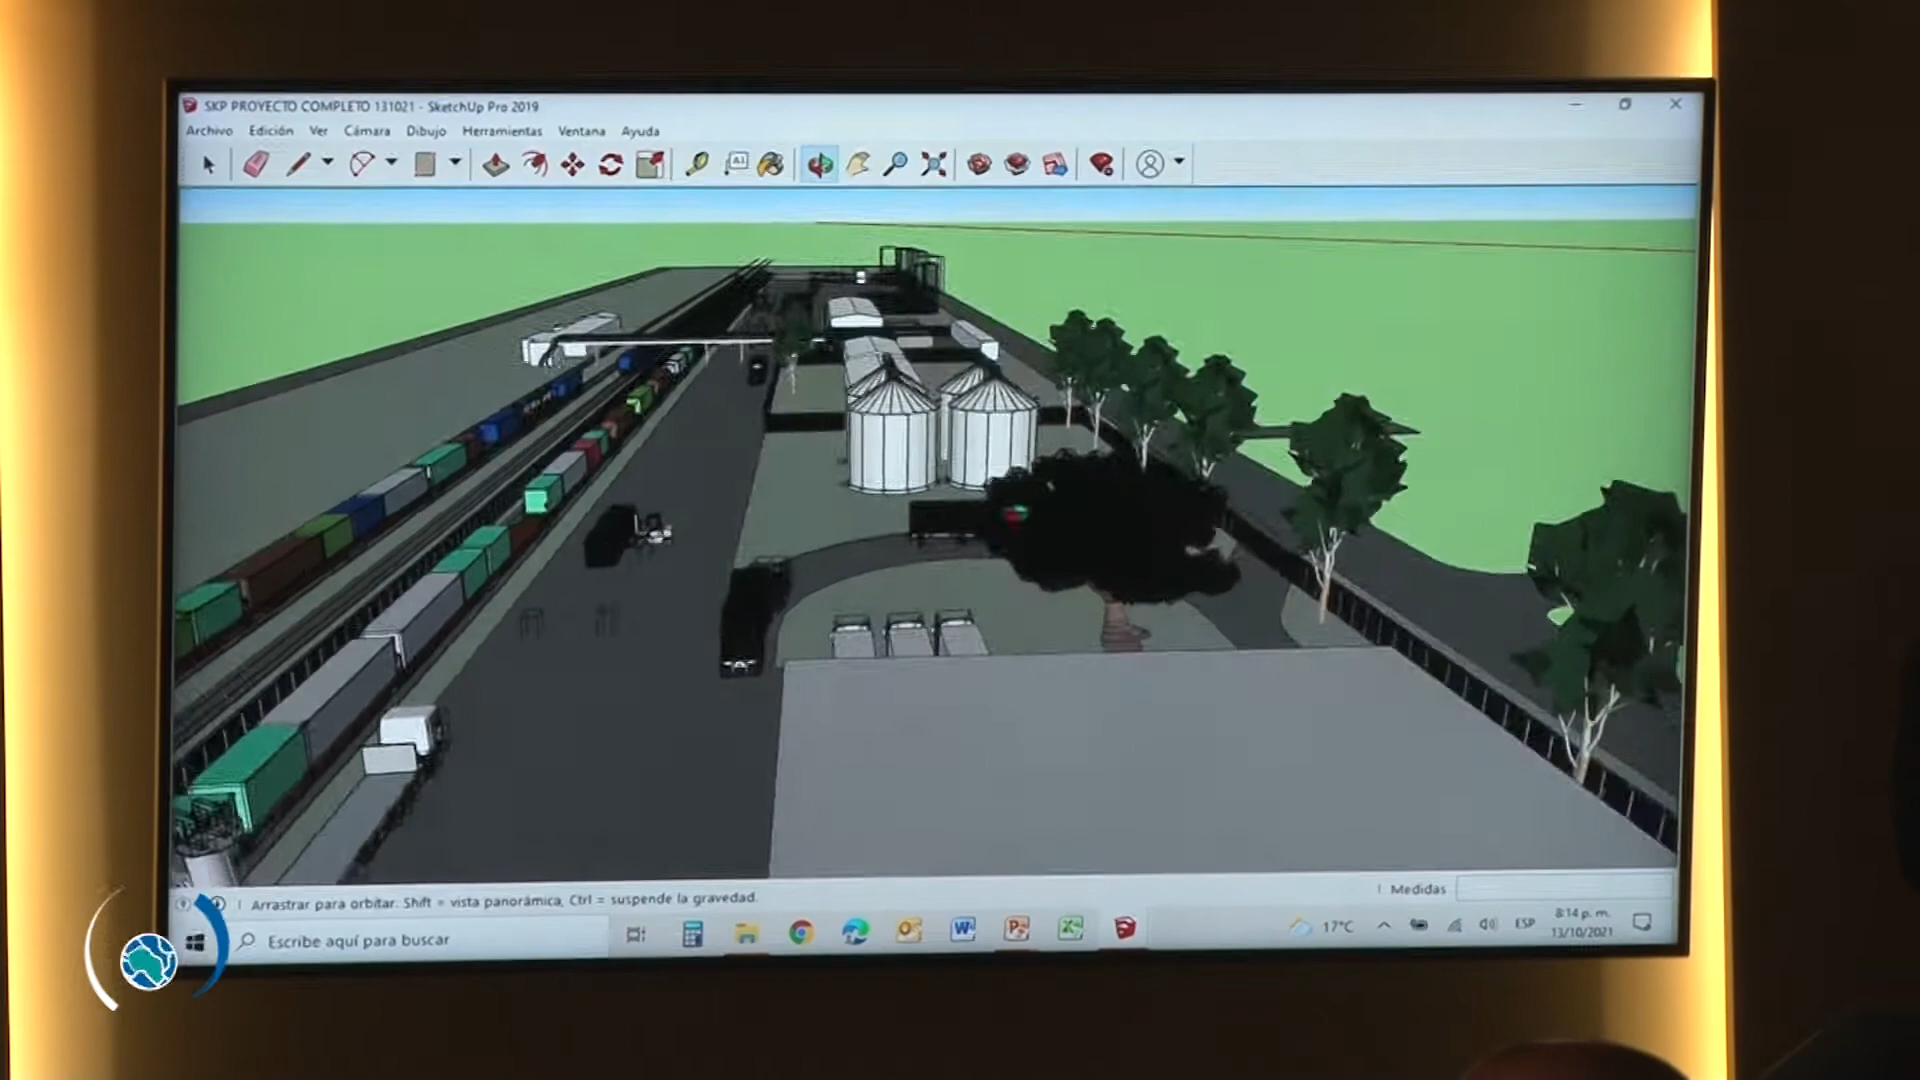 SKP PROYECTO COMPLETO 131021 - SketchUp Pro 2019
Archivo Edición Ver Cámara Dibujo Herramientas Ventana Ayuda
A1
Arrastrar para orbitar. Shift = vista panorámica, Ctrl = suspende la gravedad.
Medidas
Escribe aquí para buscar
17°C
ESP
8:14 p. m.
13/10/2021